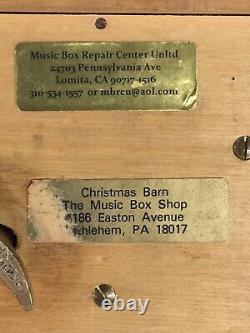 Music Box Repair Center Unltd
24703 Pennsylvania Ave
Lomita, CA 90717-1516
310-534-1557 or mbrcu@aol.com
Christmas Barn
The Music Box Shop
186 Easton Avenue
thlehem, PA 18017